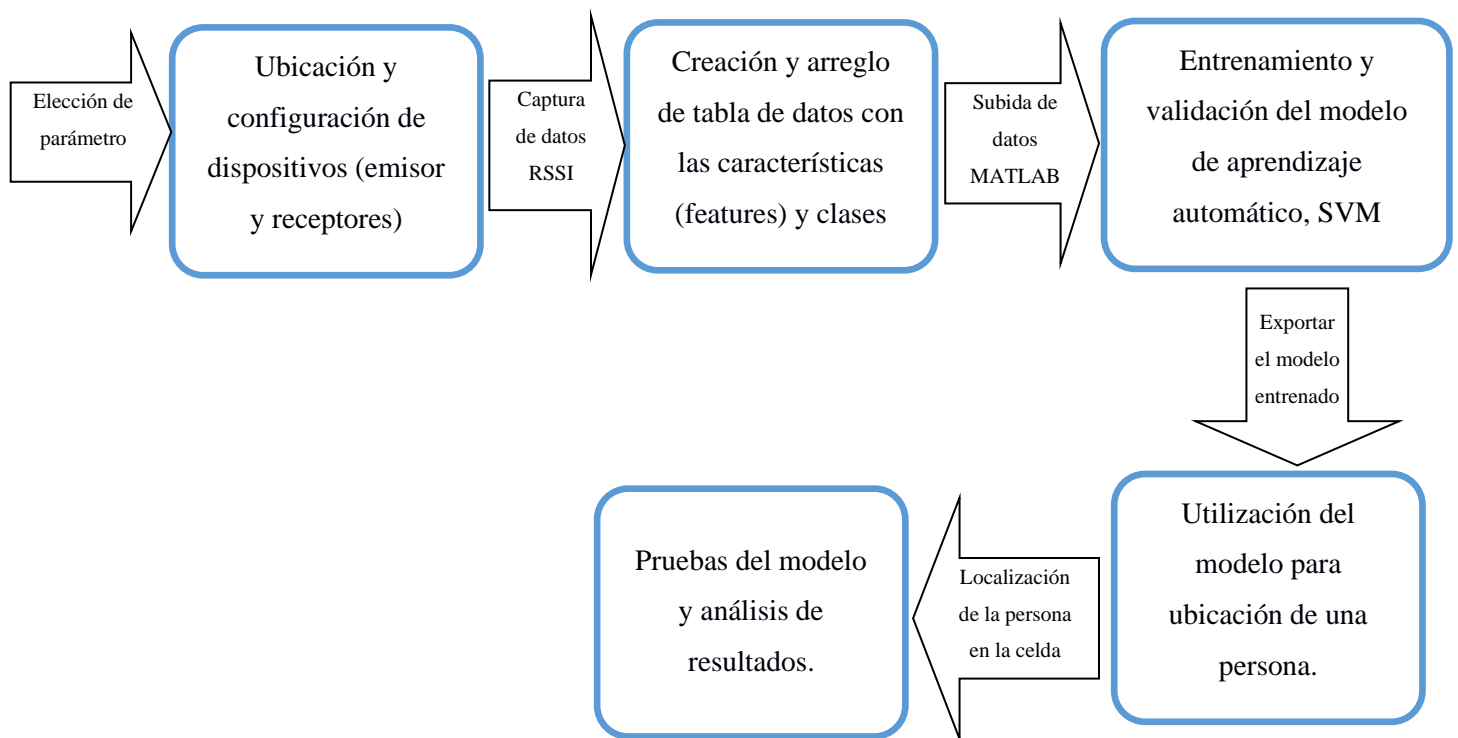 Elección de
parámetro
Ubicación y
configuración de
dispositivos (emisor
y receptores)
Captura
de datos
RSSI
Creación y arreglo
de tabla de datos con
las característícas
(features) y clases
Subida de
datos
MATLAB
Entrenamiento y
validación del modelo
de aprendizaje
automático, SVM
Exportar
el modelo
entrenado
Utilización del
modelo para
ubicación de una
persona.
Localización
de la persona
en la celda
Pruebas del modelo
y análisis de
resultados.